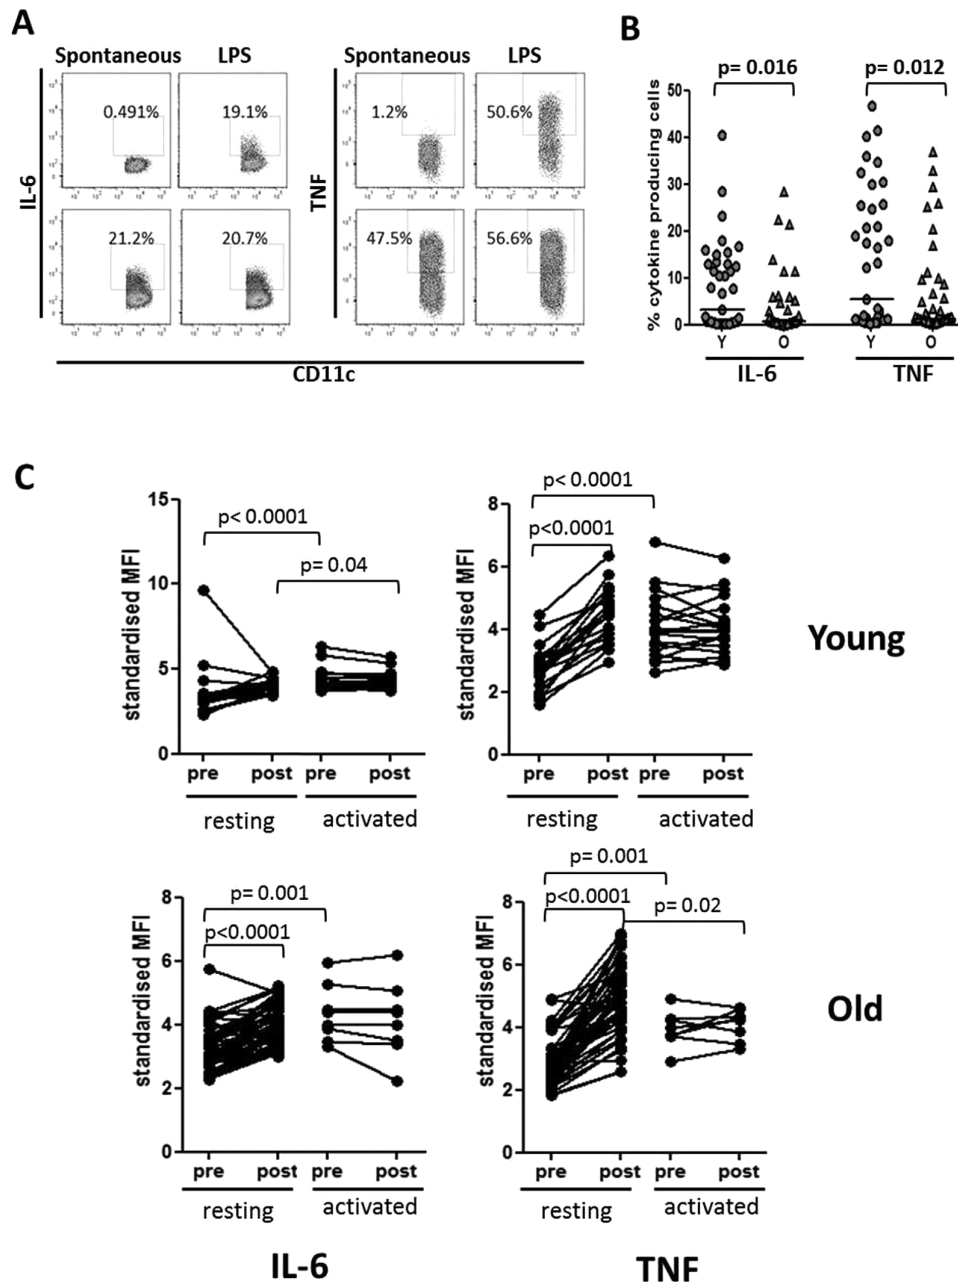 A
Spontaneous LPS Spontaneous LPS
IL-6
0.491% 19.1%
21.2% 20.7%
TNF
1.2% 50.6%
47.5% 56.6%
CD11c
B
p= 0.016 p= 0.012
% cytokine producing cells
50
40
30
20
10
0
Y O Y O
IL-6 TNF
C
p< 0.0001
p= 0.04
standardised MFI
15
10
5
0
pre post pre post
resting activated
p< 0.0001
p<0.0001
standardised MFI
8
6
4
2
0
pre post pre post
resting activated
Young
p= 0.001
p<0.0001
standardised MFI
8
6
4
2
0
pre post pre post
resting activated
p= 0.001
p<0.0001
p= 0.02
standardised MFI
8
6
4
2
0
pre post pre post
resting activated
Old
IL-6 TNF